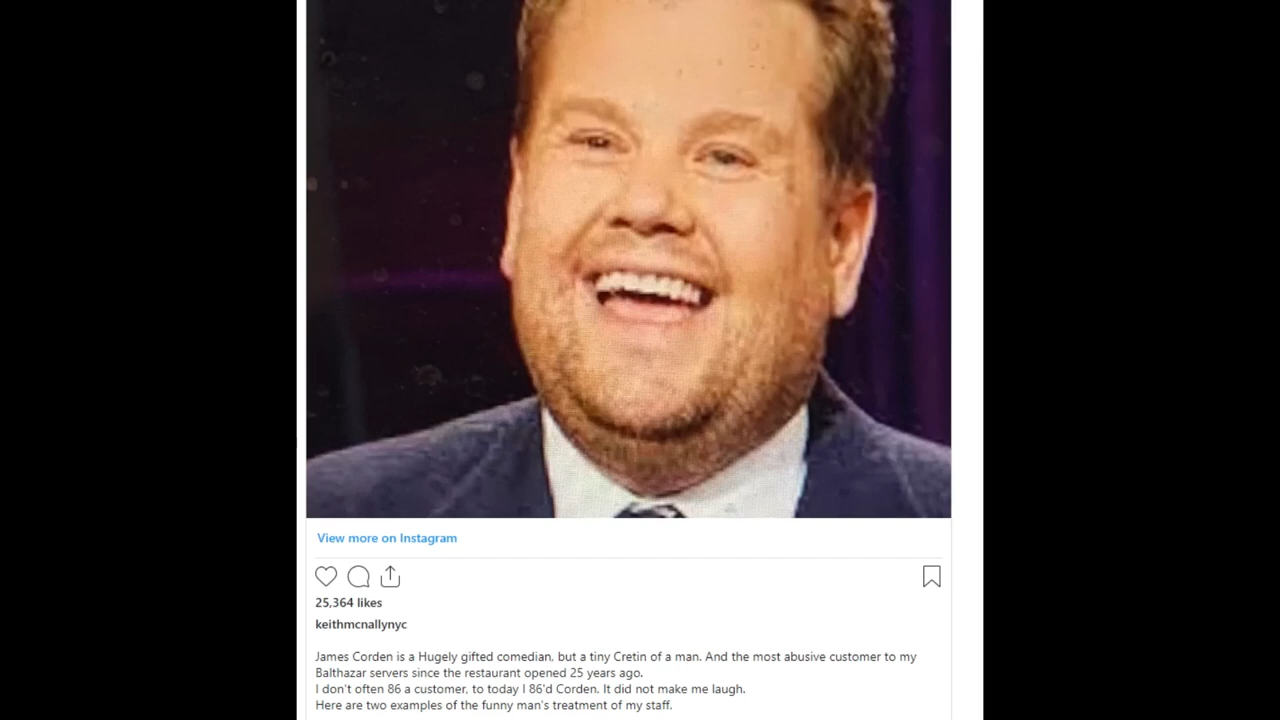 View more on Instagram
25,364 likes
keithmcnallynyc
James Corden is a Hugely gifted comedian, but a tiny Cretin of a man. And the most abusive customer to my
Balthazar servers since the restaurant opened 25 years ago.
I don't often 86 a customer, to today I 86'd Corden. It did not make me laugh.
Here are two examples of the funny man's treatment of my staff.